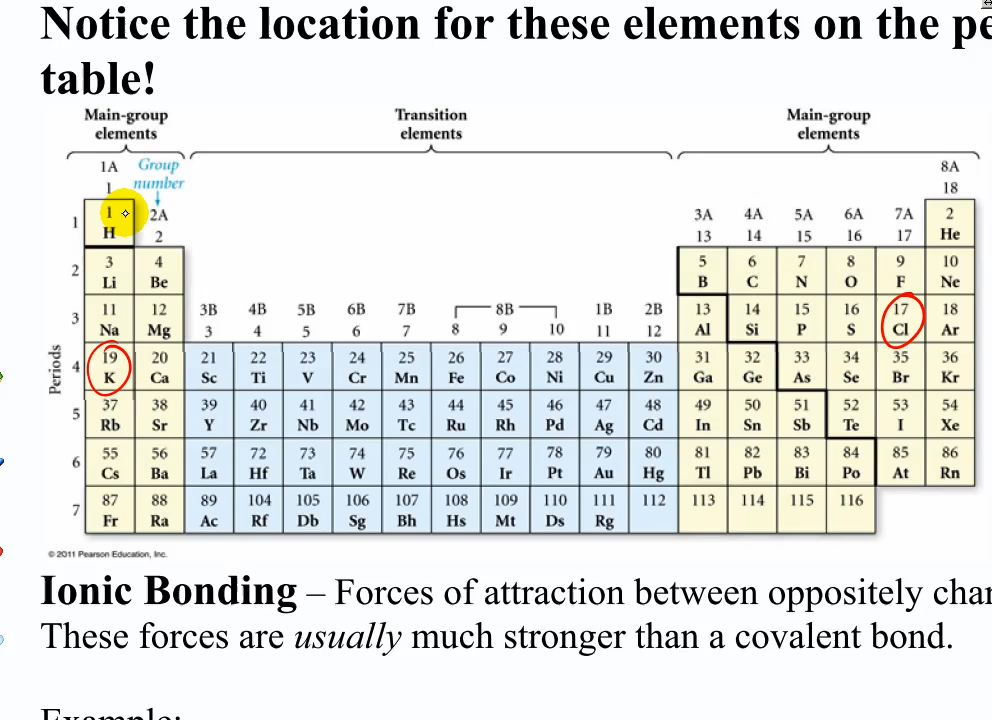 Notice the location for these elements on the pe
table!
Main-group elements
Transition elements
Main-group elements
1A
Group number
8A
1
18
2A
3A 4A 5A 6A 7A
2
13 14 15 16 17
1 1 H 2 He
2 3 Li 4 Be 5 B 6 C 7 N 8 O 9 F 10 Ne
3B 4B 5B 6B 7B 8B 1B 2B
3 4 5 6 7 8 9 10 11 12
3 11 Na 12 Mg 13 Al 14 Si 15 P 16 S 17 Cl 18 Ar
Periods
4 19 K 20 Ca 21 Sc 22 Ti 23 V 24 Cr 25 Mn 26 Fe 27 Co 28 Ni 29 Cu 30 Zn 31 Ga 32 Ge 33 As 34 Se 35 Br 36 Kr
5 37 Rb 38 Sr 39 Y 40 Zr 41 Nb 42 Mo 43 Tc 44 Ru 45 Rh 46 Pd 47 Ag 48 Cd 49 In 50 Sn 51 Sb 52 Te 53 I 54 Xe
6 55 Cs 56 Ba 57 La 72 Hf 73 Ta 74 W 75 Re 76 Os 77 Ir 78 Pt 79 Au 80 Hg 81 Tl 82 Pb 83 Bi 84 Po 85 At 86 Rn
7 87 Fr 88 Ra 89 Ac 104 Rf 105 Db 106 Sg 107 Bh 108 Hs 109 Mt 110 Ds 111 Rg 112 113 114 115 116
© 2011 Pearson Education, Inc.
Ionic Bonding – Forces of attraction between oppositely char
These forces are usually much stronger than a covalent bond.
Example: